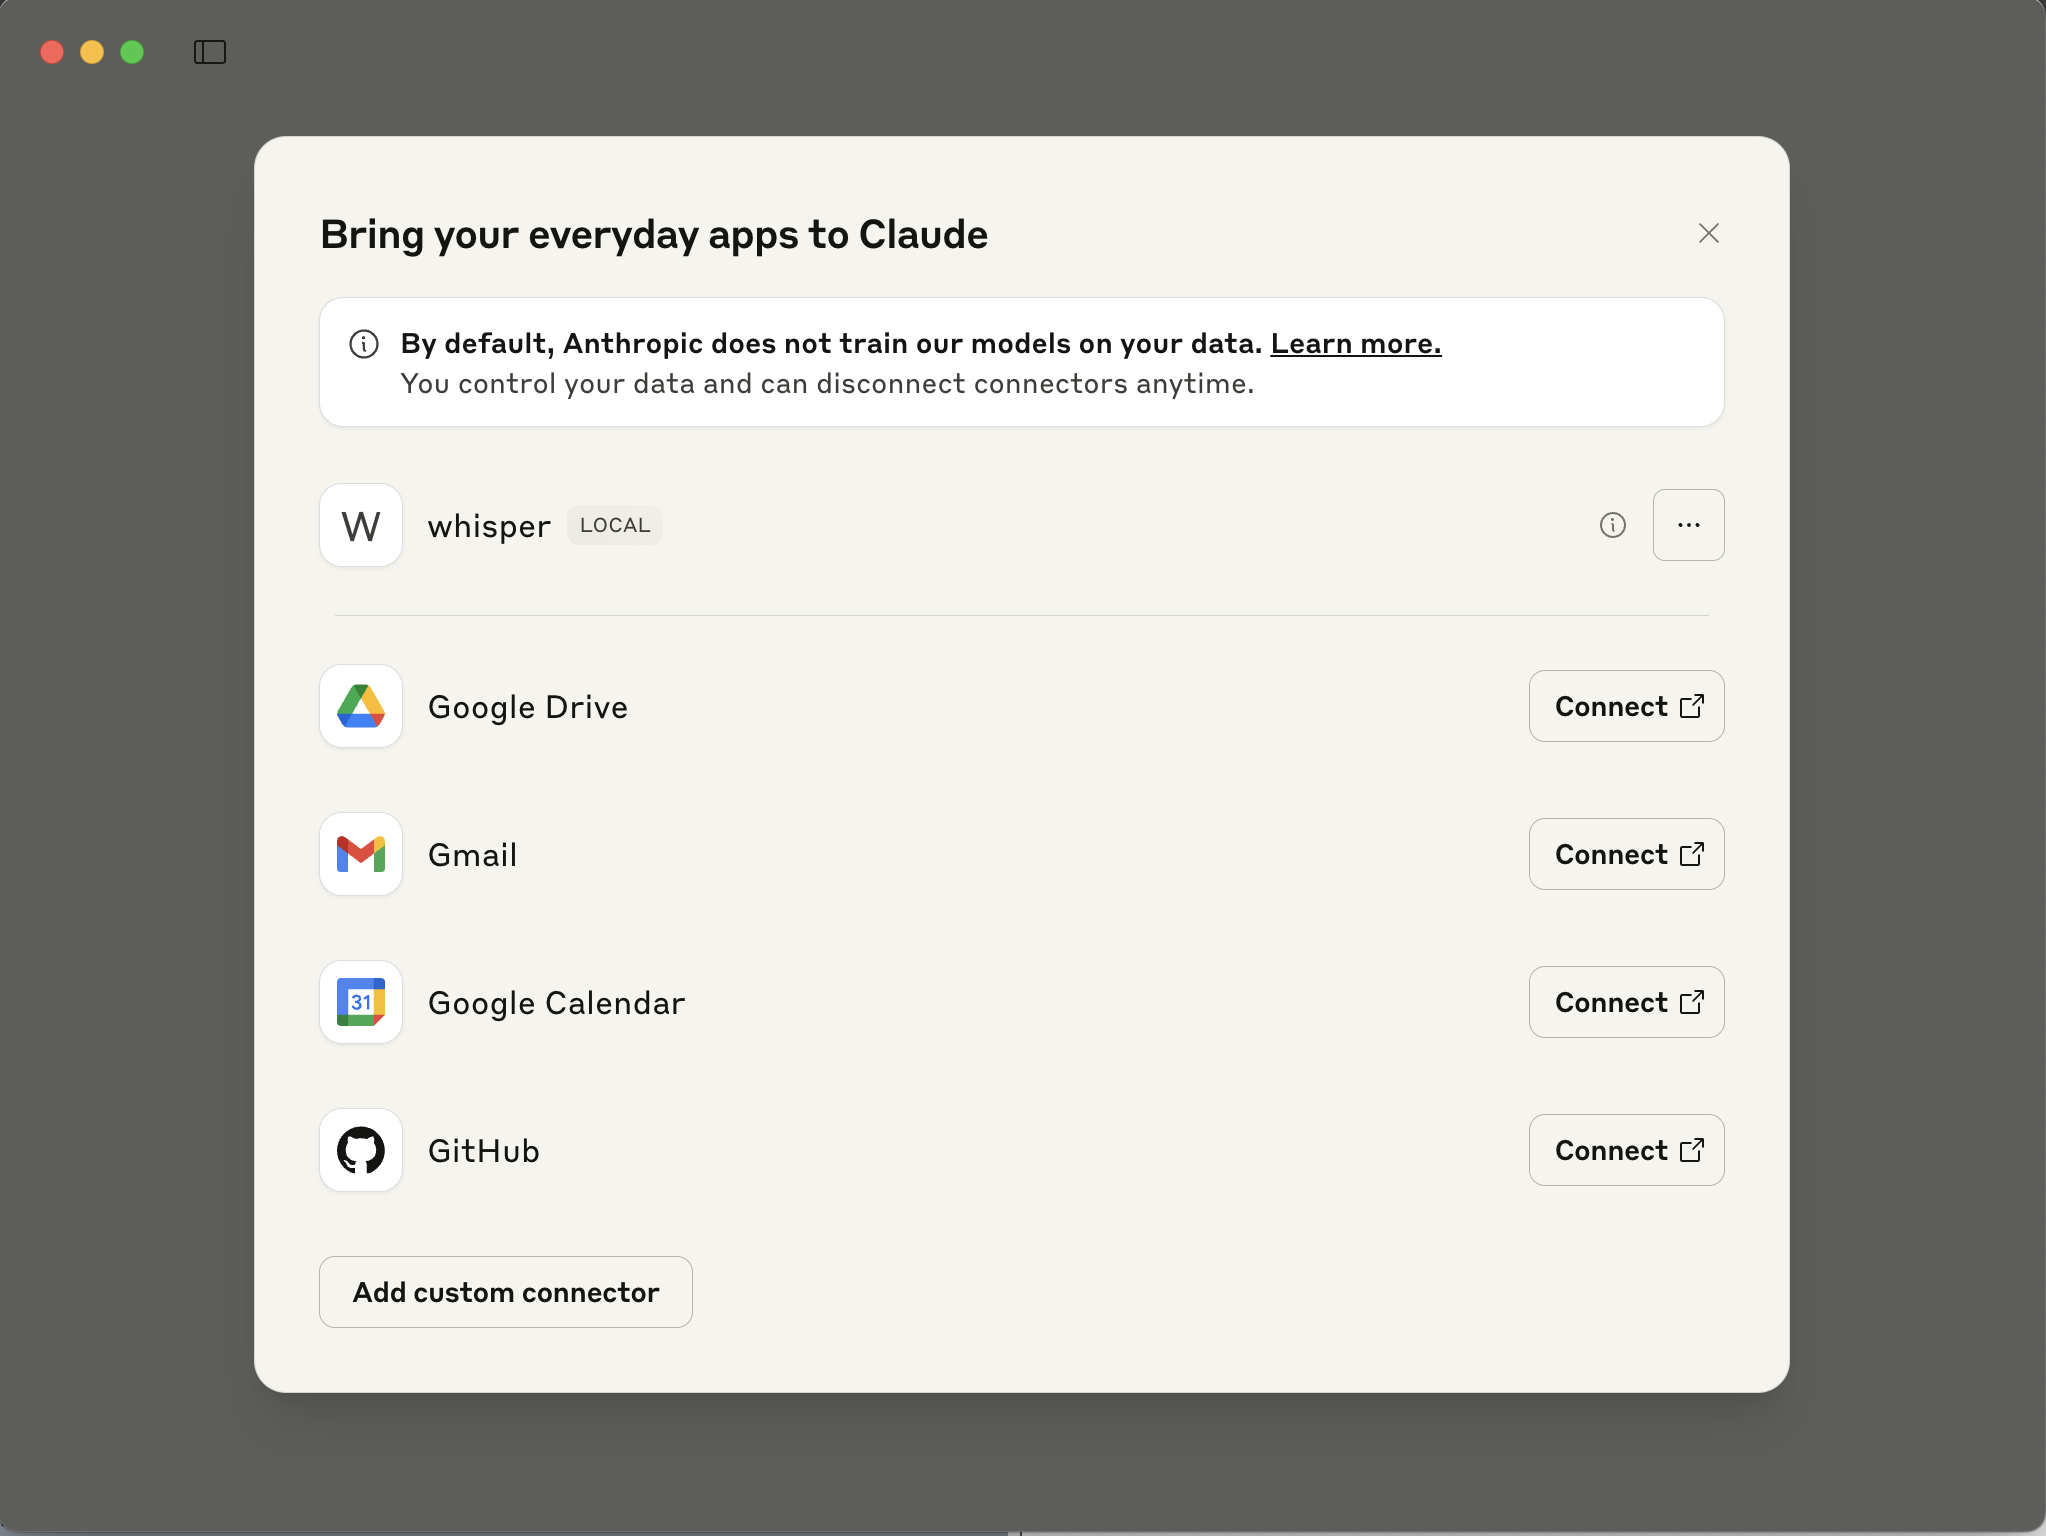 Bring your everyday apps to Claude
By default, Anthropic does not train our models on your data. Learn more.
You control your data and can disconnect connectors anytime.
W whisper LOCAL
Google Drive Connect
Gmail Connect
31 Google Calendar Connect
GitHub Connect
Add custom connector